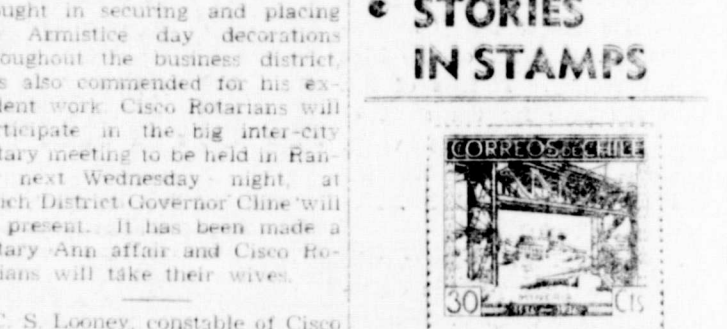 ought in securing and placing
Armistice day decorations
oughout the business district,
s also commended for his ex-
lent work. Cisco Rotarians will
rticipate in the big inter-city
tary meeting to be held in Ran-
next Wednesday night, at
ich District Governor Cline will
present. It has been made a
tary Ann affair and Cisco Ro-
ians will take their wives.
C. S. Looney, constable of Cisco
STORIES
IN STAMPS
CORREOS DE CHILE
30 Cts